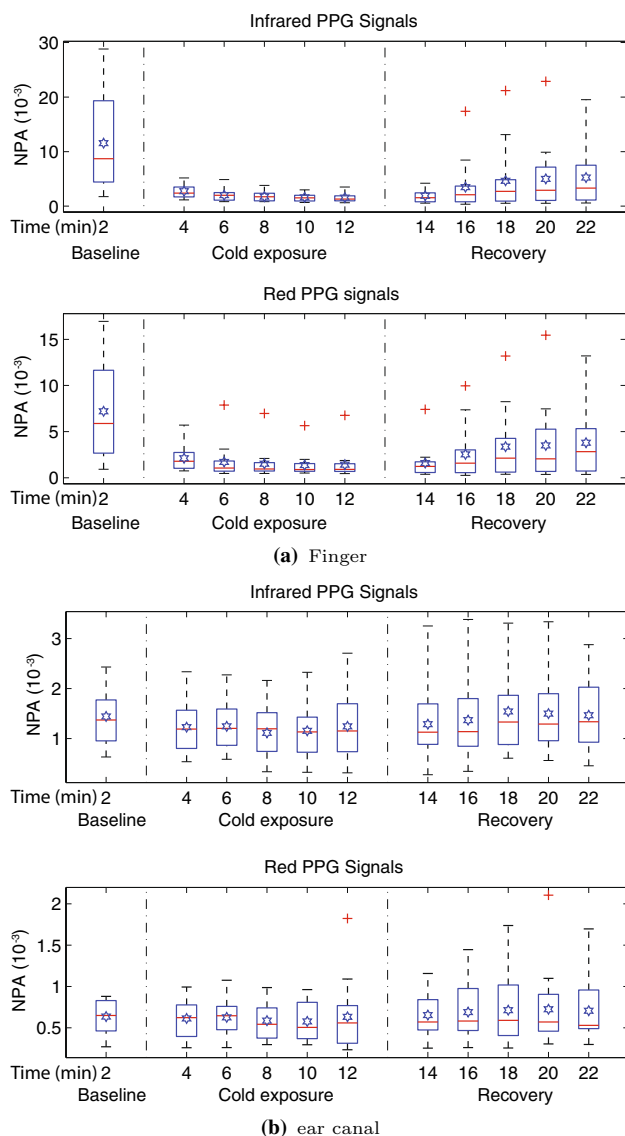 Infrared PPG Signals
NPA (10⁻³)
30
20
10
0
Time (min) 2 4 6 8 10 12 14 16 18 20 22
Baseline Cold exposure Recovery
Red PPG signals
NPA (10⁻³)
15
10
5
0
Time (min) 2 4 6 8 10 12 14 16 18 20 22
Baseline Cold exposure Recovery
(a) Finger
Infrared PPG Signals
NPA (10⁻³)
3
2
1
Time (min) 2 4 6 8 10 12 14 16 18 20 22
Baseline Cold exposure Recovery
Red PPG Signals
NPA (10⁻³)
2
1.5
1
0.5
Time (min) 2 4 6 8 10 12 14 16 18 20 22
Baseline Cold exposure Recovery
(b) ear canal